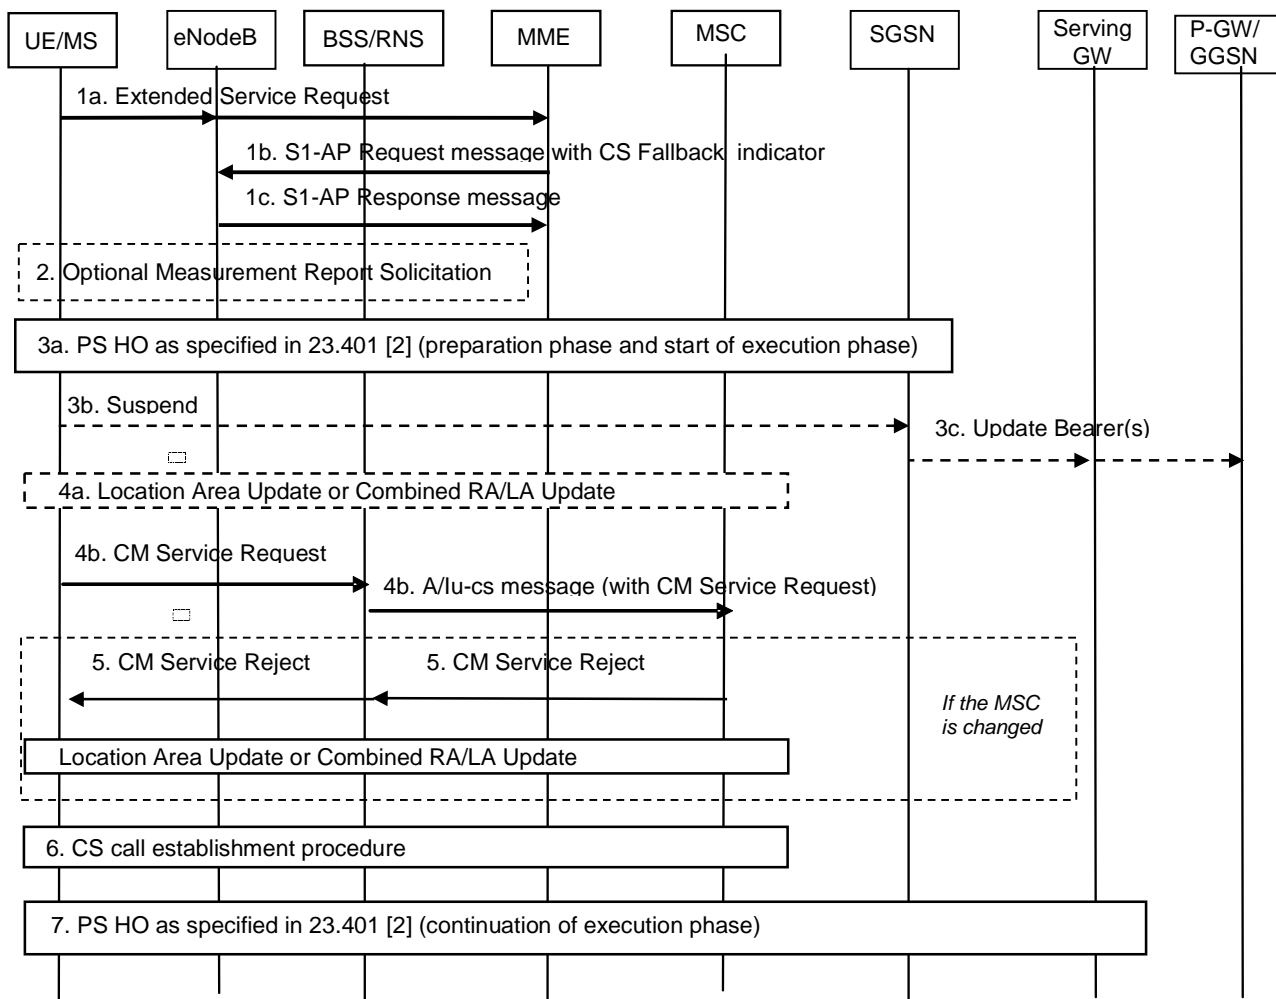 UE/MS
eNodeB
BSS/RNS
MME
MSC
SGSN
Serving
GW
P-GW/
GGSN
1a. Extended Service Request
1b. S1-AP Request message with CS Fallback indicator
1c. S1-AP Response message
2. Optional Measurement Report Solicitation
3a. PS HO as specified in 23.401 [2] (preparation phase and start of execution phase)
3b. Suspend
3c. Update Bearer(s)
4a. Location Area Update or Combined RA/LA Update
4b. CM Service Request
4b. A/Iu-cs message (with CM Service Request)
5. CM Service Reject
5. CM Service Reject
If the MSC
is changed
Location Area Update or Combined RA/LA Update
6. CS call establishment procedure
7. PS HO as specified in 23.401 [2] (continuation of execution phase)